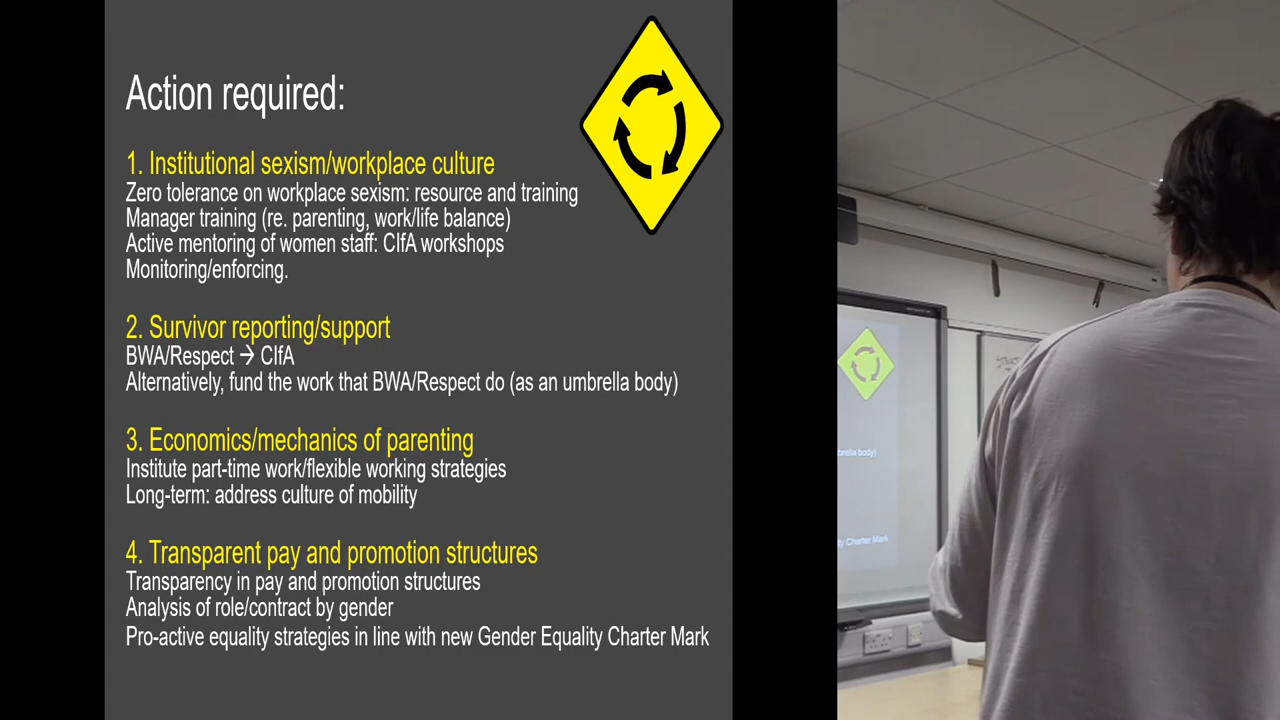 Action required:
1. Institutional sexism/workplace culture
Zero tolerance on workplace sexism: resource and training
Manager training (re. parenting, work/life balance)
Active mentoring of women staff: CIfA workshops
Monitoring/enforcing.
2. Survivor reporting/support
BWA/Respect → CIfA
Alternatively, fund the work that BWA/Respect do (as an umbrella body)
3. Economics/mechanics of parenting
Institute part-time work/flexible working strategies
Long-term: address culture of mobility
4. Transparent pay and promotion structures
Transparency in pay and promotion structures
Analysis of role/contract by gender
Pro-active equality strategies in line with new Gender Equality Charter Mark
body)
Charter Mark